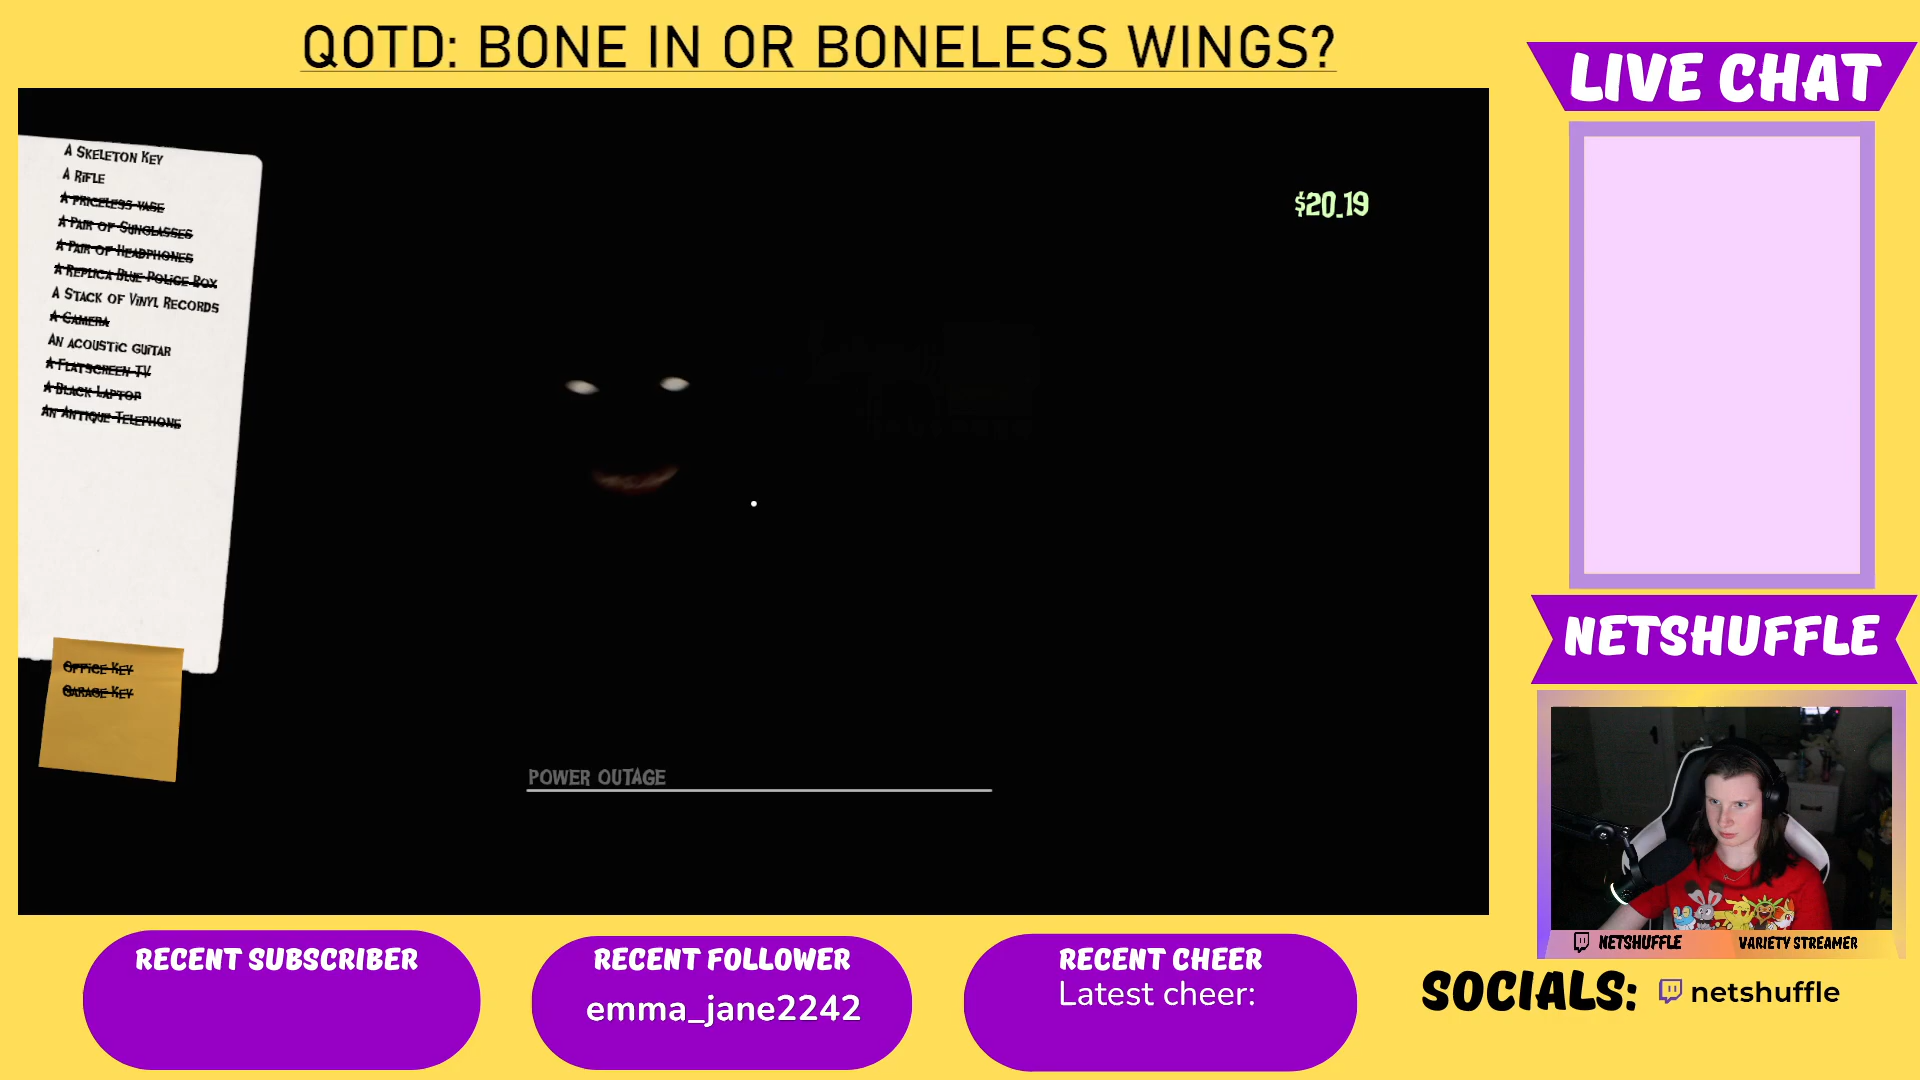 QOTD: BONE IN OR BONELESS WINGS?
LIVE CHAT
A SKELETON KEY
A RIFLE
A PRICELESS VASE
A PAIR OF SUNGLASSES
A PAIR OF HEADPHONES
A REPLICA BLUE POLICE BOX
A STACK OF VINYL RECORDS
A CAMERA
AN ACOUSTIC GUITAR
A FLATSCREEN TV
A BLACK LAPTOP
AN ANTIQUE TELEPHONE
$20.19
OFFICE KEY
GARAGE KEY
POWER OUTAGE
NETSHUFFLE
NETSHUFFLE VARIETY STREAMER
RECENT SUBSCRIBER
RECENT FOLLOWER
emma_jane2242
RECENT CHEER
Latest cheer:
SOCIALS: netshuffle